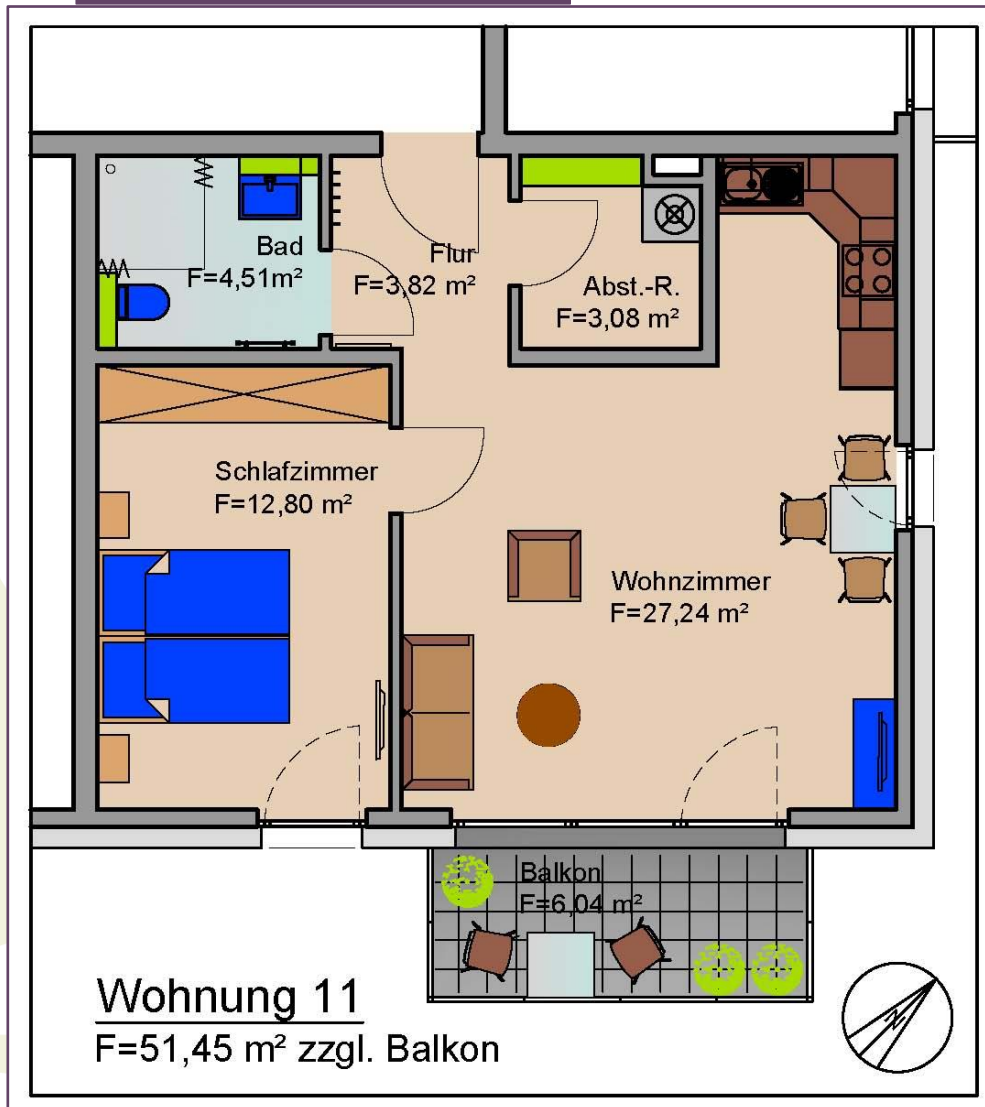 Bad
F=4,51m²
Flur
F=3,82 m²
Abst.-R.
F=3,08 m²
Schlafzimmer
F=12,80 m²
Wohnzimmer
F=27,24 m²
Balkon
F=6,04 m²
Wohnung 11
F=51,45 m² zzgl. Balkon
N